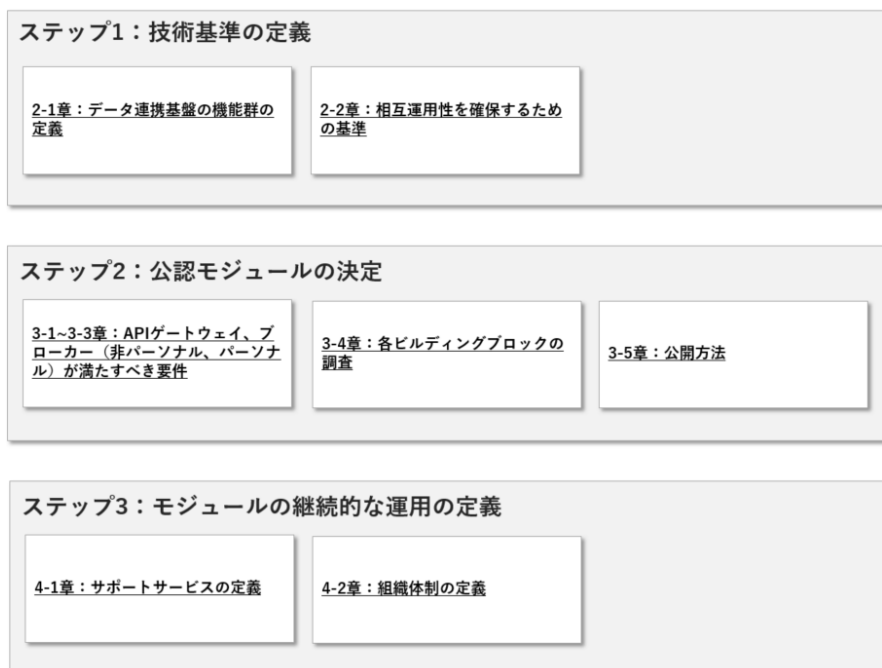 ステップ1：技術基準の定義
2-1章：データ連携基盤の機能群の
定義
2-2章：相互運用性を確保するため
の基準
ステップ2：公認モジュールの決定
3-1~3-3章：APIゲートウェイ、ブ
ローカー（非パーソナル、パーソナ
ル）が満たすべき要件
3-4章：各ビルディングブロックの
調査
3-5章：公開方法
ステップ3：モジュールの継続的な運用の定義
4-1章：サポートサービスの定義
4-2章：組織体制の定義